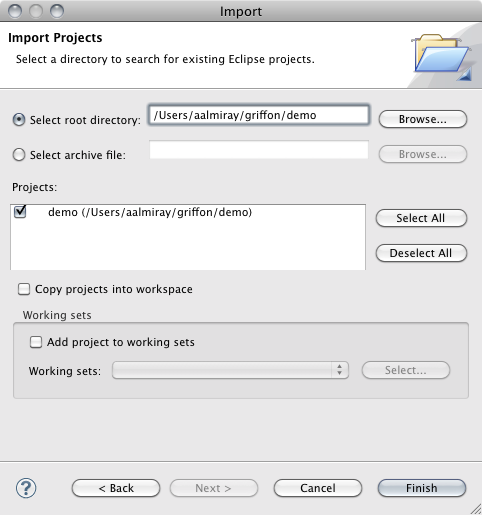 Import
Import Projects
Select a directory to search for existing Eclipse projects.
Select root directory: /Users/aalmiray/griffon/demo Browse...
Select archive file: Browse...
Projects:
demo (/Users/aalmiray/griffon/demo)
Select All
Deselect All
Copy projects into workspace
Working sets
Add project to working sets
Working sets: Select...
? < Back Next > Cancel Finish